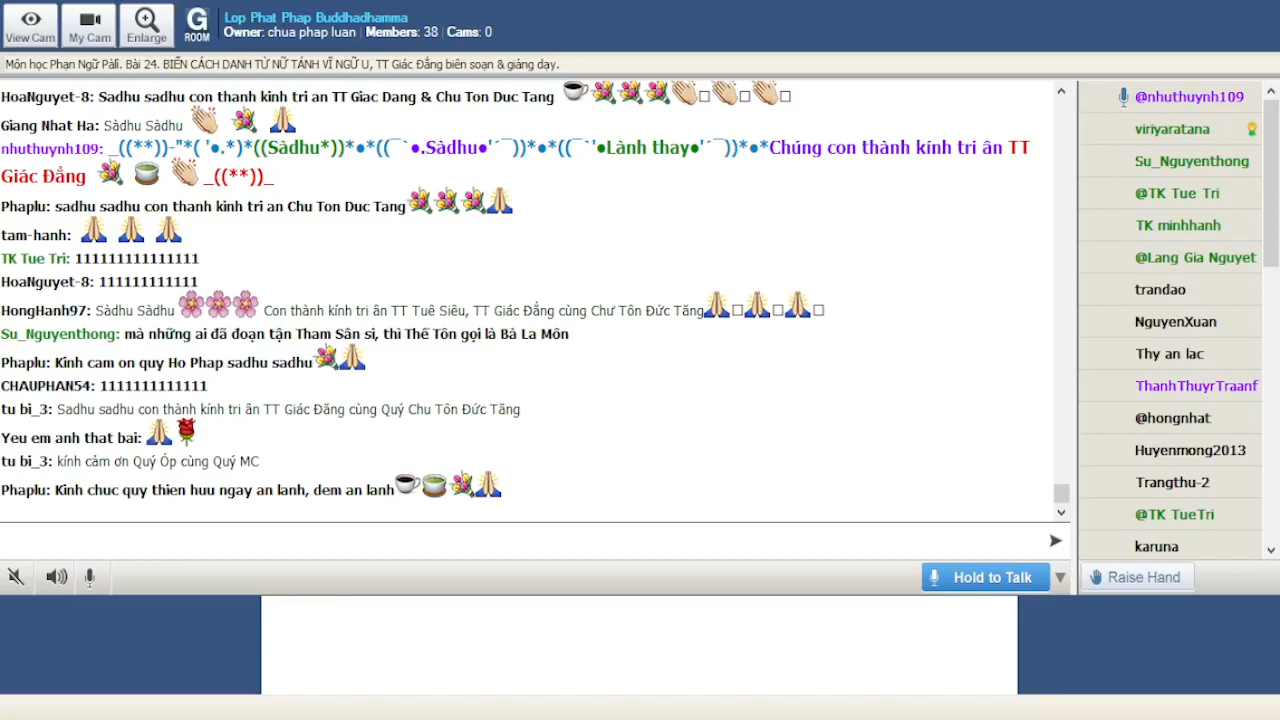 View Cam
My Cam
Enlarge
G
ROOM
Lop Phat Phap Buddhadhamma
Owner: chua phap luan | Members: 38 | Cams: 0
Môn học Phạn Ngữ Pāli. Bài 24. BIẾN CÁCH DANH TỪ NỮ TÁNH VĨ NGỮ U, TT Giác Đẳng biên soạn & giảng dạy.
HoaNguyet-8: Sadhu sadhu con thanh kinh tri an TT Giac Dang & Chu Ton Duc Tang
Giang Nhat Ha: Sàdhu Sàdhu
nhuthuynh109: _((**))-"*( '●.*)*((Sàdhu*))*●*((¯`●.Sàdhu●'´¯))*●*((¯`'●Lành thay●'´¯))*●*Chúng con thành kính tri ân TT
Giác Đẳng _((**))_
Phaplu: sadhu sadhu con thanh kinh tri an Chu Ton Duc Tang
tam-hanh:
TK Tue Tri: 111111111111111
HoaNguyet-8: 111111111111
HongHanh97: Sàdhu Sàdhu Con thành kính tri ân TT Tuệ Siêu, TT Giác Đẳng cùng Chư Tôn Đức Tăng
Su_Nguyenthong: mà những ai đã đoạn tận Tham Sân si, thì Thế Tôn gọi là Bà La Môn
Phaplu: Kinh cam on quy Ho Phap sadhu sadhu
CHAUPHAN54: 1111111111111
tu bi_3: Sadhu sadhu con thành kính tri ân TT Giác Đăng cùng Quý Chu Tôn Đức Tăng
Yeu em anh that bai:
tu bi_3: kính cảm ơn Quý Óp cùng Quý MC
Phaplu: Kinh chuc quy thien huu ngay an lanh, dem an lanh
Hold to Talk
@nhuthuynh109
viriyaratana
Su_Nguyenthong
@TK Tue Tri
TK minhhanh
@Lang Gia Nguyet
trandao
NguyenXuan
Thy an lac
ThanhThuyrTraanf
@hongnhat
Huyenmong2013
Trangthu-2
@TK TueTri
karuna
Raise Hand